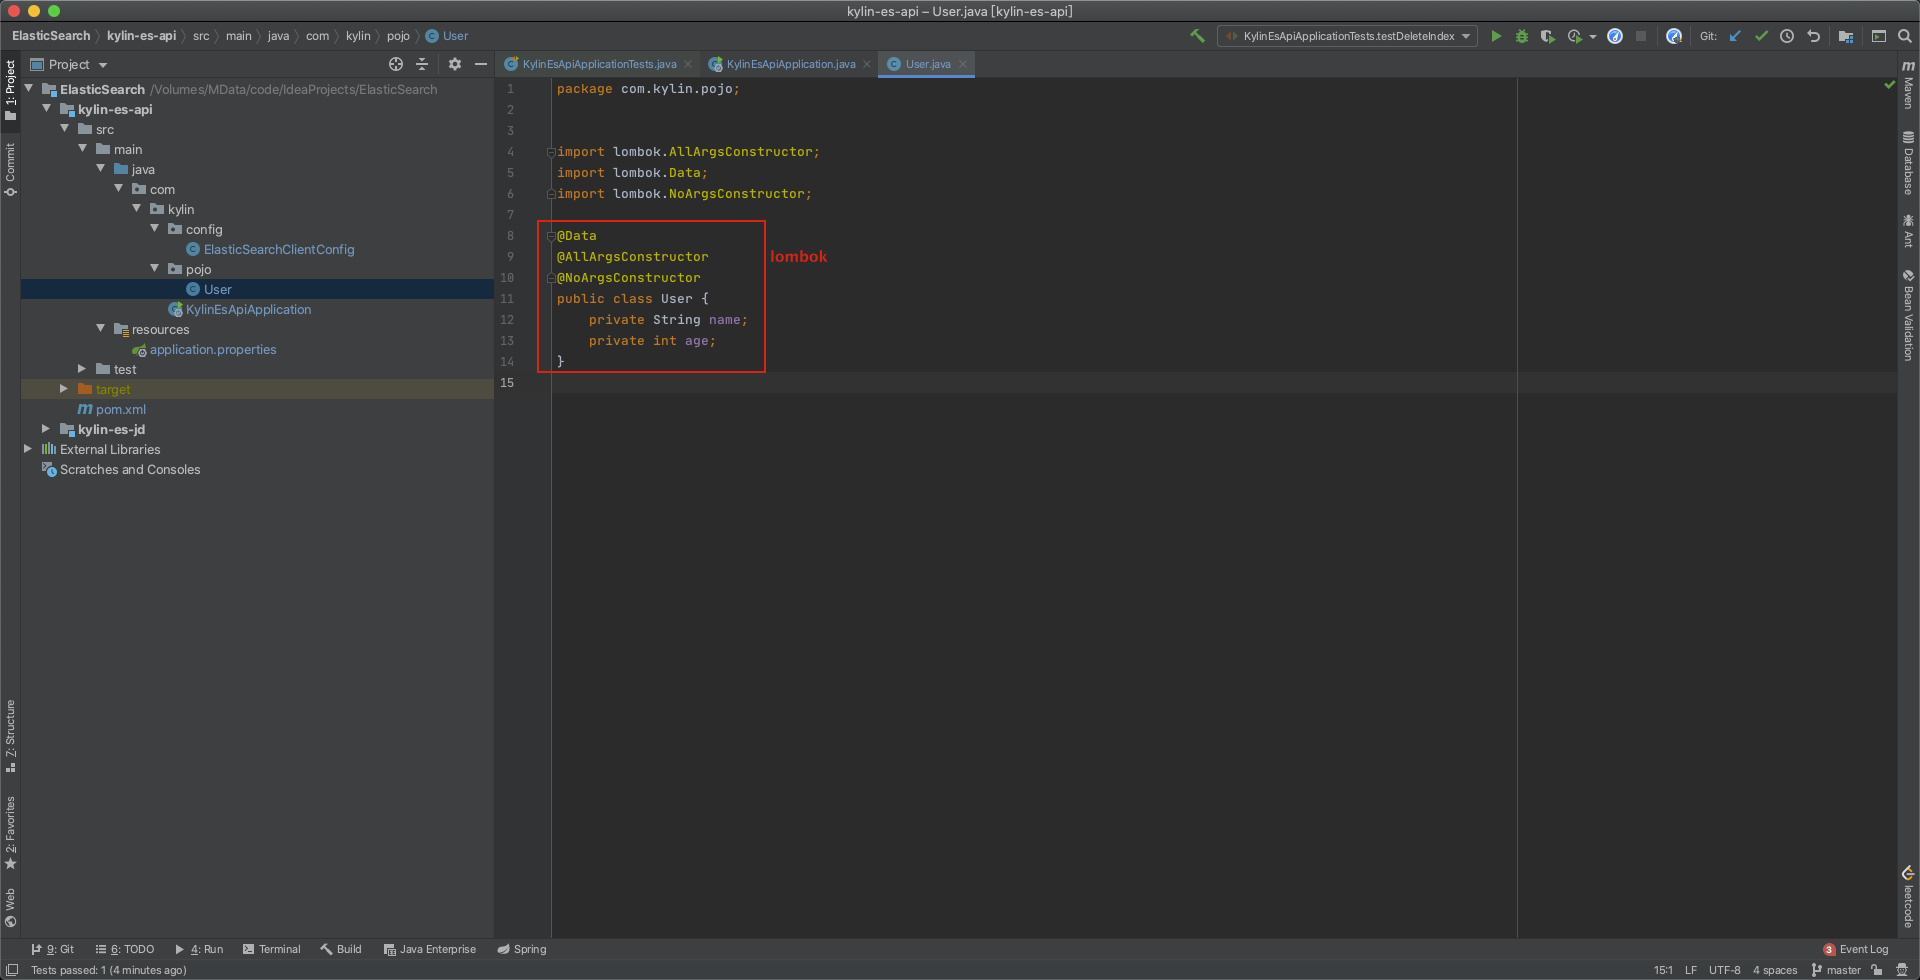 kylin-es-api – User.java [kylin-es-api]
ElasticSearch kylin-es-api src main java com kylin pojo User
KylinEsApiApplicationTests.testDeleteIndex Git:
Project
KylinEsApiApplicationTests.java KylinEsApiApplication.java User.java
1: Project
Commit
7: Structure
2: Favorites
Web
ElasticSearch /Volumes/MData/code/IdeaProjects/ElasticSearch
kylin-es-api
src
main
java
com
kylin
config
ElasticSearchClientConfig
pojo
User
KylinEsApiApplication
resources
application.properties
test
target
pom.xml
kylin-es-jd
External Libraries
Scratches and Consoles
1 package com.kylin.pojo;
2
3
4 import lombok.AllArgsConstructor;
5 import lombok.Data;
6 import lombok.NoArgsConstructor;
7
8 @Data
9 @AllArgsConstructor
lombok
10 @NoArgsConstructor
11 public class User {
12 private String name;
13 private int age;
14 }
15
Maven
Database
Ant
Bean Validation
leetcode
9: Git 6: TODO 4: Run Terminal Build Java Enterprise Spring 3 Event Log
Tests passed: 1 (4 minutes ago) 15:1 LF UTF-8 4 spaces master